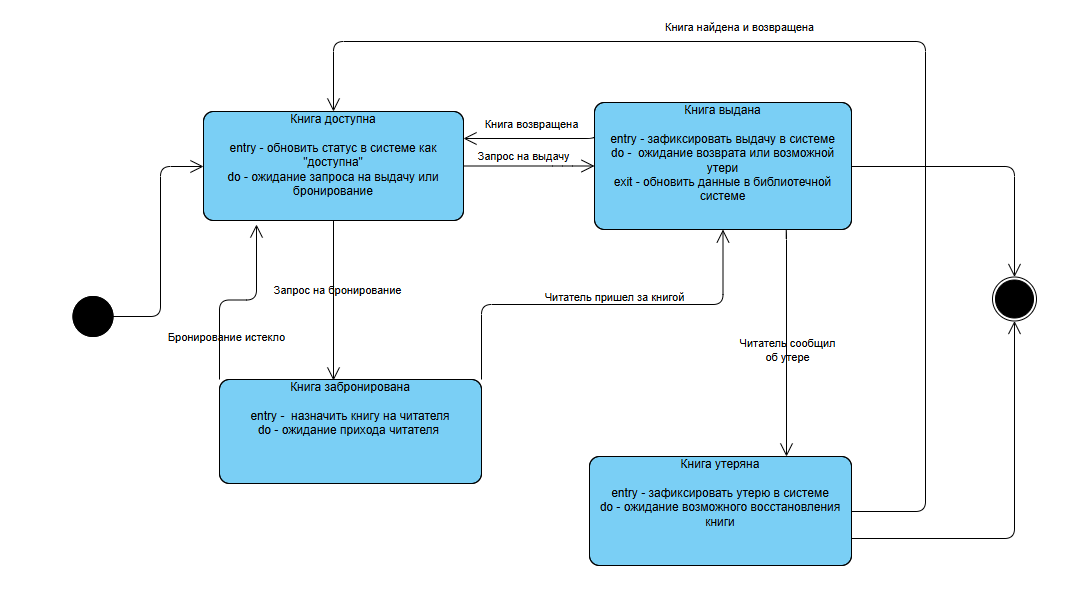 Книга найдена и возвращена
Книга доступна
entry - обновить статус в системе как
"доступна"
do - ожидание запроса на выдачу или
бронирование
Книга возвращена
Запрос на выдачу
Книга выдана
entry - зафиксировать выдачу в системе
do - ожидание возврата или возможной
утери
exit - обновить данные в библиотечной
системе
Запрос на бронирование
Бронирование истекло
Читатель пришел за книгой
Читатель сообщил
об утере
Книга забронирована
entry - назначить книгу на читателя
do - ожидание прихода читателя
Книга утеряна
entry - зафиксировать утерю в системе
do - ожидание возможного восстановления
книги